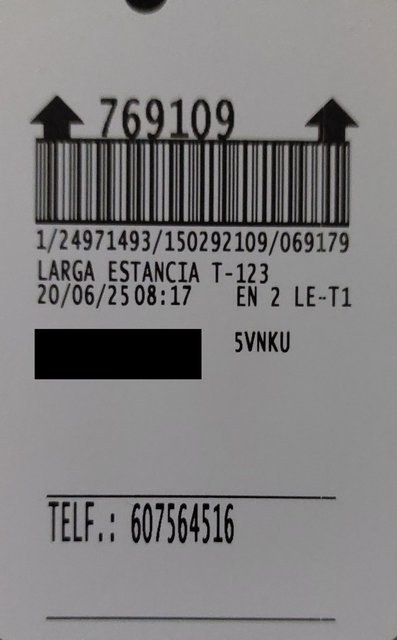 769109
1/24971493/150292109/069179
LARGA ESTANCIA T-123
20/06/25 08:17 EN 2 LE-T1
5VNKU
TELF.: 607564516